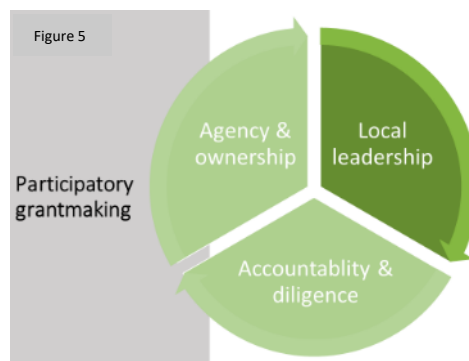 Figure 5
Agency &
ownership
Local
leadership
Participatory
grantmaking
Accountablity &
diligence